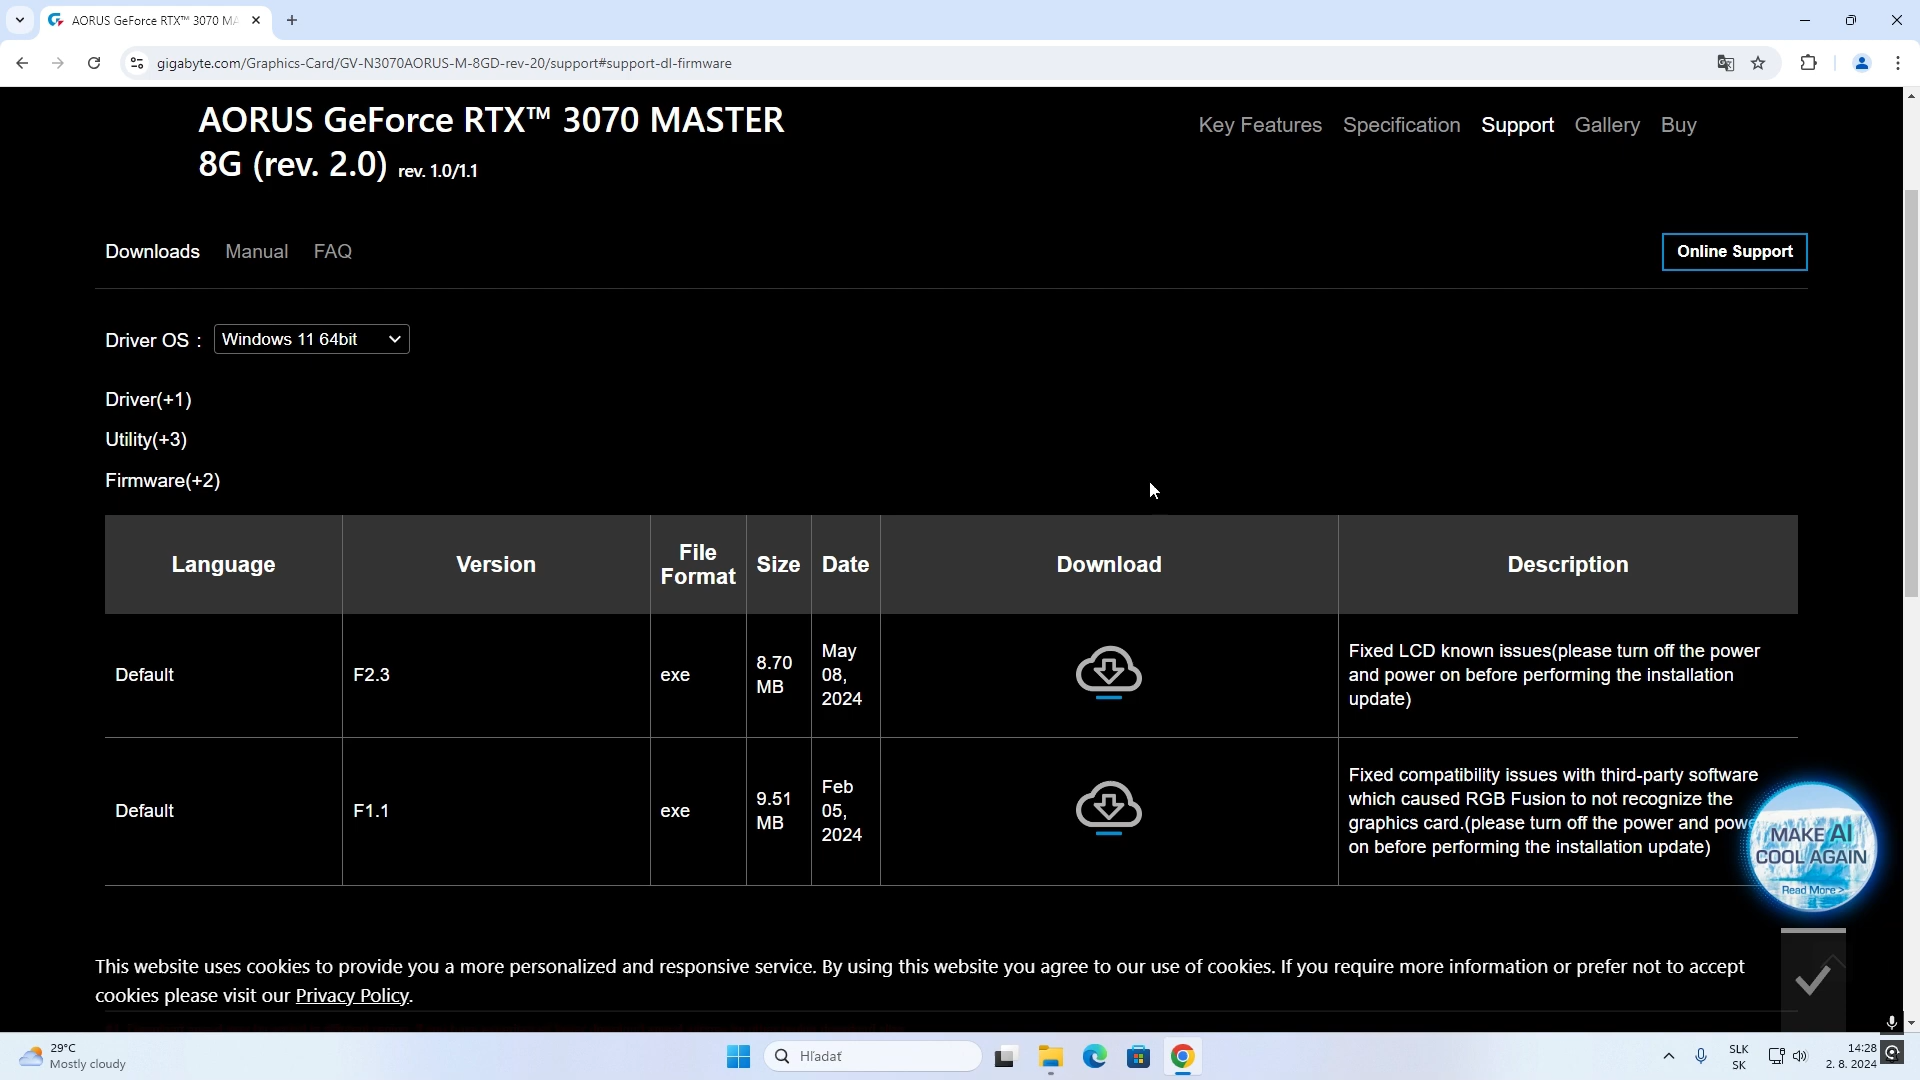 AORUS GeForce RTX™ 3070 MA
gigabyte.com/Graphics-Card/GV-N3070AORUS-M-8GD-rev-20/support#support-dl-firmware
AORUS GeForce RTX™ 3070 MASTER
8G (rev. 2.0) rev. 1.0/1.1
Key Features Specification Support Gallery Buy
Downloads Manual FAQ
Online Support
Driver OS : Windows 11 64bit
Driver(+1)
Utility(+3)
Firmware(+2)
Language Version File Format Size Date Download Description
Default F2.3 exe 8.70 MB May 08, 2024
Fixed LCD known issues(please turn off the power
and power on before performing the installation
update)
Default F1.1 exe 9.51 MB Feb 05, 2024
Fixed compatibility issues with third-party software
which caused RGB Fusion to not recognize the
graphics card.(please turn off the power and powe
on before performing the installation update)
MAKE AI
COOL AGAIN
Read More >
This website uses cookies to provide you a more personalized and responsive service. By using this website you agree to our use of cookies. If you require more information or prefer not to accept
cookies please visit our Privacy Policy.
29°C
Mostly cloudy
Hľadať
SLK
SK
14:28
2. 8. 2024